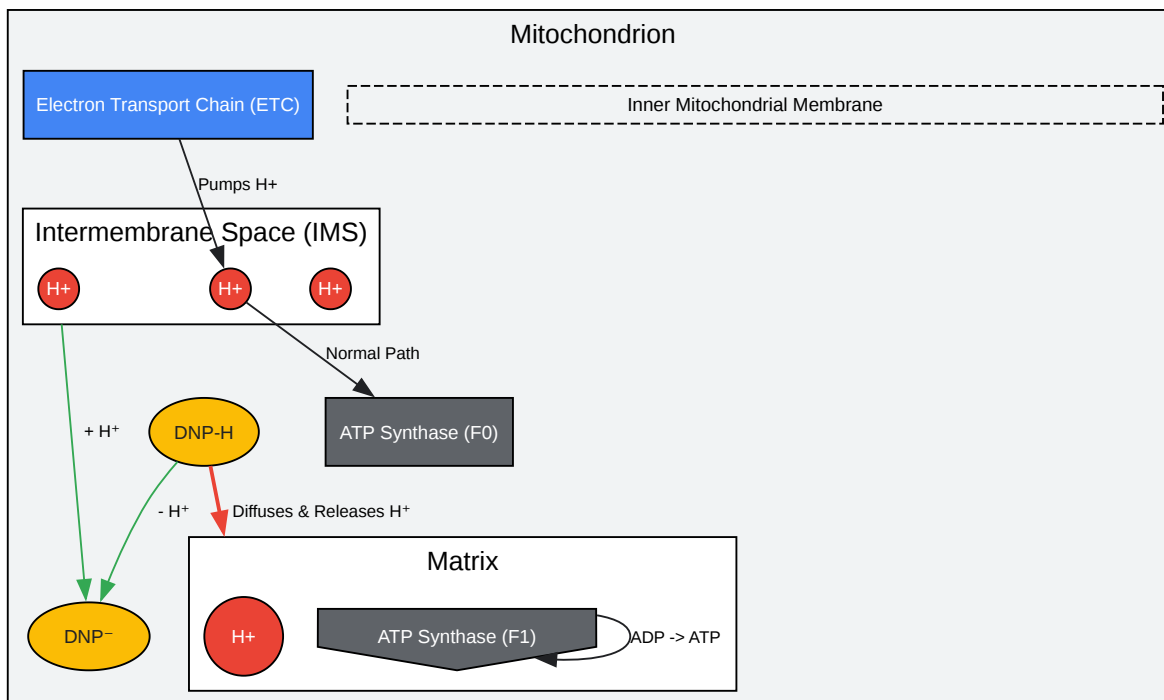 Mitochondrion
Electron Transport Chain (ETC)
Inner Mitochondrial Membrane
Pumps H+
Intermembrane Space (IMS)
H+
H+
H+
Normal Path
+ H⁺
DNP-H
ATP Synthase (F0)
- H⁺
Diffuses & Releases H⁺
Matrix
DNP⁻
H+
ATP Synthase (F1)
ADP -> ATP